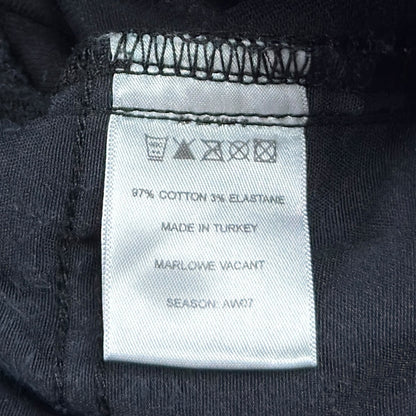 97% COTTON 3% ELASTANE
MADE IN TURKEY
MARLOWE VACANT
SEASON: AW07